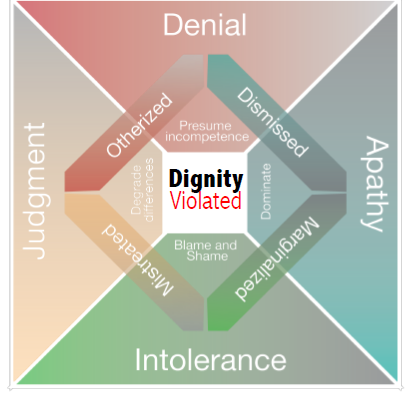 Denial
Otherized
Dismissed
Presume
incompetence
Judgment
Degrade
differences
Dignity
Violated
Dominate
Apathy
Blame and
Shame
Mistreated
Marginalized
Intolerance